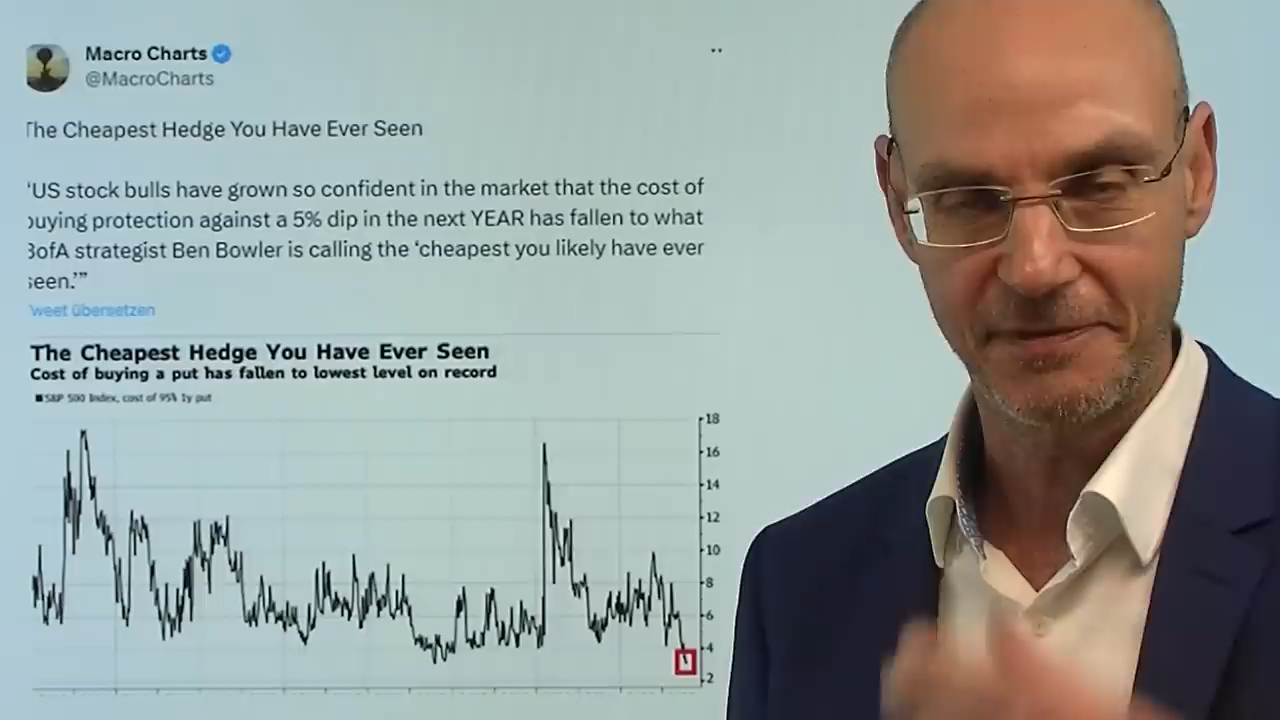 Macro Charts
@MacroCharts
The Cheapest Hedge You Have Ever Seen
'US stock bulls have grown so confident in the market that the cost of
buying protection against a 5% dip in the next YEAR has fallen to what
BofA strategist Ben Bowler is calling the 'cheapest you likely have ever
seen.'”
Tweet übersetzen
The Cheapest Hedge You Have Ever Seen
Cost of buying a put has fallen to lowest level on record
S&P 500 Index, cost of 95% 1y put
18
16
14
12
10
8
6
4
2